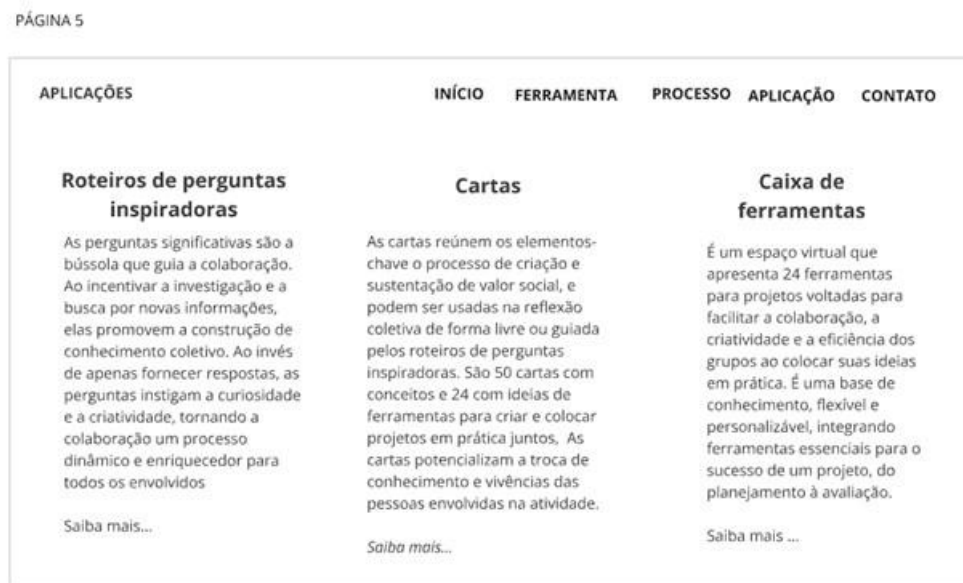 PÁGINA 5
APLICAÇÕES
INÍCIO FERRAMENTA PROCESSO APLICAÇÃO CONTATO
Roteiros de perguntas
inspiradoras
As perguntas significativas são a
bússola que guia a colaboração.
Ao incentivar a investigação e a
busca por novas informações,
elas promovem a construção de
conhecimento coletivo. Ao invés
de apenas fornecer respostas, as
perguntas instigam a curiosidade
e a criatividade, tornando a
colaboração um processo
dinâmico e enriquecedor para
todos os envolvidos
Saiba mais...
Cartas
As cartas reúnem os elementos-
chave o processo de criação e
sustentação de valor social, e
podem ser usadas na reflexão
coletiva de forma livre ou guiada
pelos roteiros de perguntas
inspiradoras. São 50 cartas com
conceitos e 24 com ideias de
ferramentas para criar e colocar
projetos em prática juntos, As
cartas potencializam a troca de
conhecimento e vivências das
pessoas envolvidas na atividade.
Saiba mais...
Caixa de
ferramentas
É um espaço virtual que
apresenta 24 ferramentas
para projetos voltadas para
facilitar a colaboração, a
criatividade e a eficiência dos
grupos ao colocar suas ideias
em prática. É uma base de
conhecimento, flexível e
personalizável, integrando
ferramentas essenciais para o
sucesso de um projeto, do
planejamento à avaliação.
Saiba mais ...